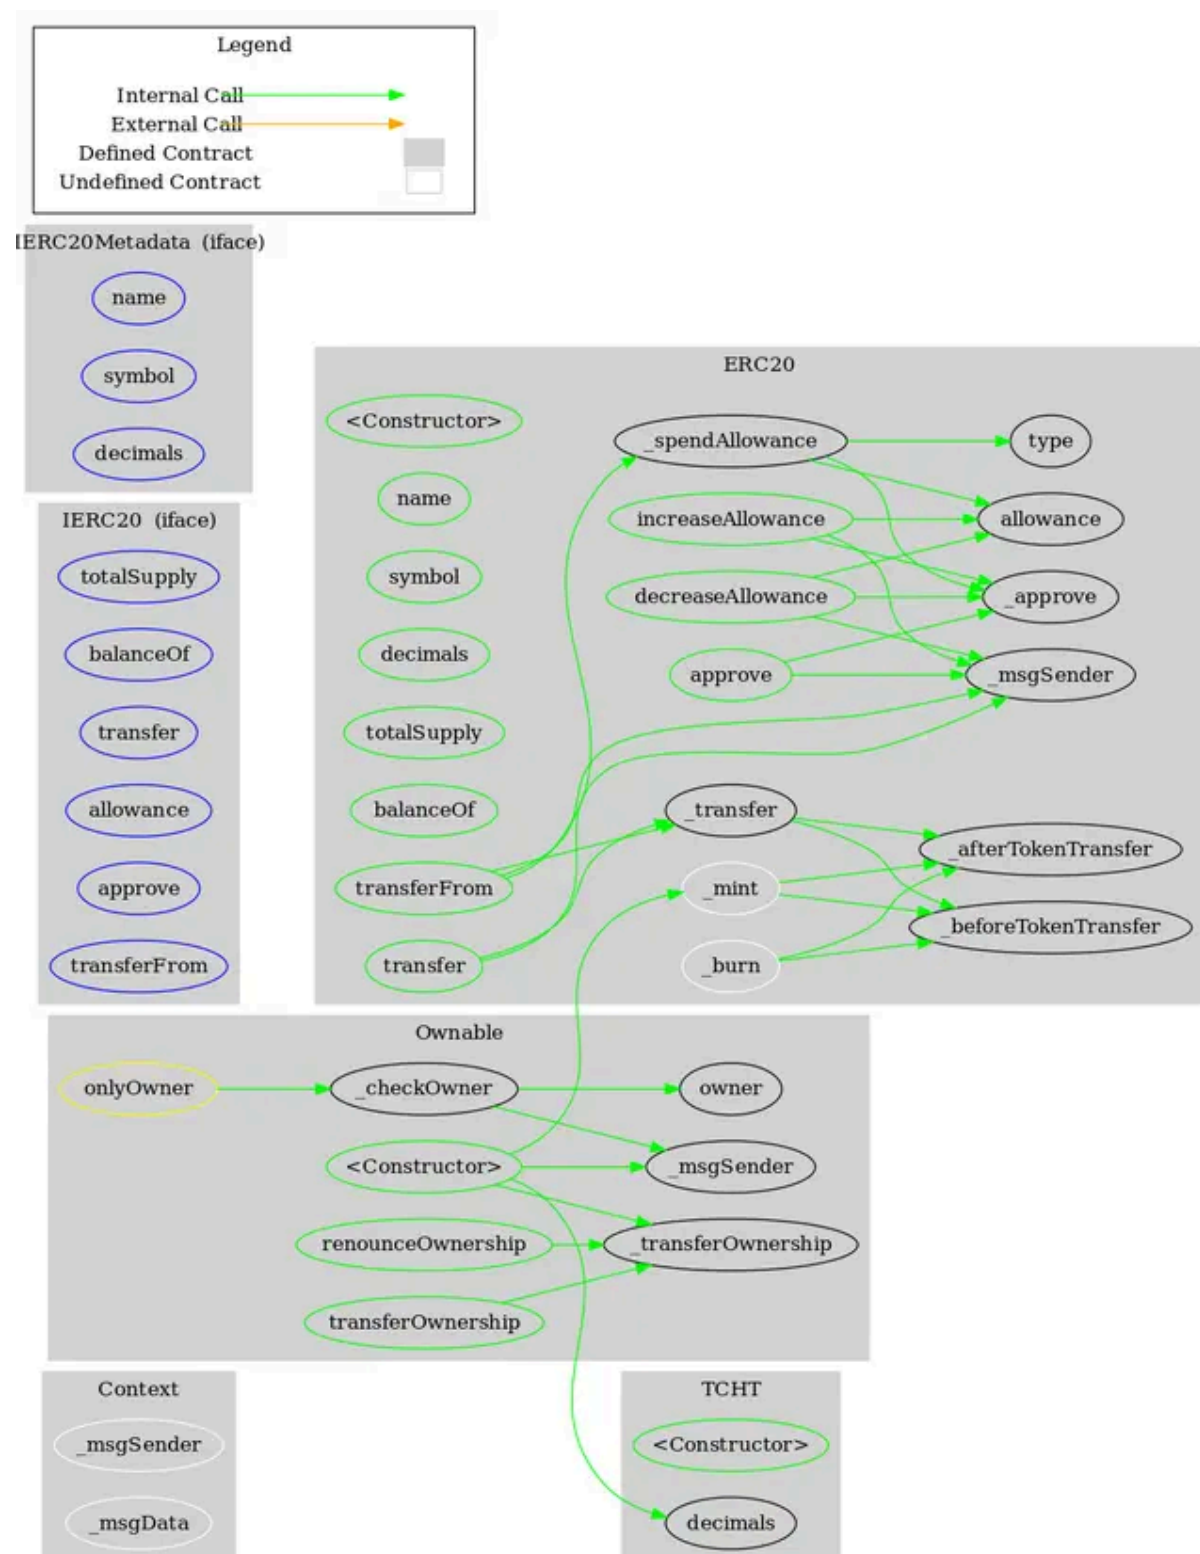 Legend
Internal Call
External Call
Defined Contract
Undefined Contract
IERC20Metadata (iface)
name
symbol
decimals
IERC20 (iface)
totalSupply
balanceOf
transfer
allowance
approve
transferFrom
ERC20
<Constructor>
name
symbol
decimals
totalSupply
balanceOf
transferFrom
transfer
_spendAllowance
increaseAllowance
decreaseAllowance
approve
_transfer
_mint
_burn
type
allowance
_approve
_msgSender
_afterTokenTransfer
_beforeTokenTransfer
Ownable
onlyOwner
_checkOwner
<Constructor>
renounceOwnership
transferOwnership
owner
_msgSender
_transferOwnership
Context
_msgSender
_msgData
TCHT
<Constructor>
decimals